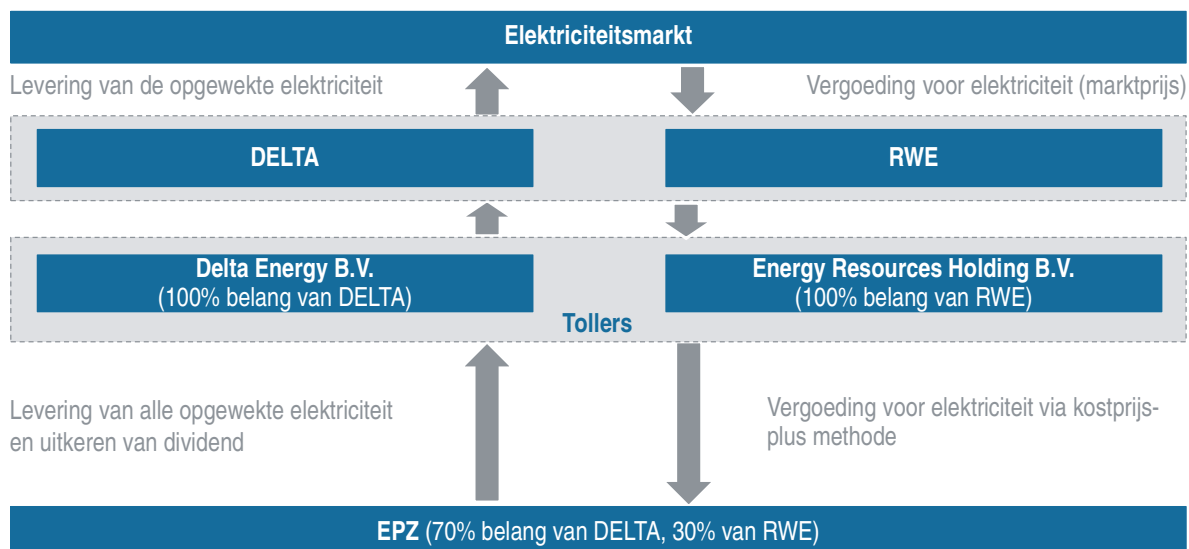 Elektriciteitsmarkt
Levering van de opgewekte elektriciteit
Vergoeding voor elektriciteit (marktprijs)
DELTA
RWE
Delta Energy B.V.
(100% belang van DELTA)
Energy Resources Holding B.V.
(100% belang van RWE)
Tollers
Levering van alle opgewekte elektriciteit
en uitkeren van dividend
Vergoeding voor elektriciteit via kostprijs-
plus methode
EPZ (70% belang van DELTA, 30% van RWE)